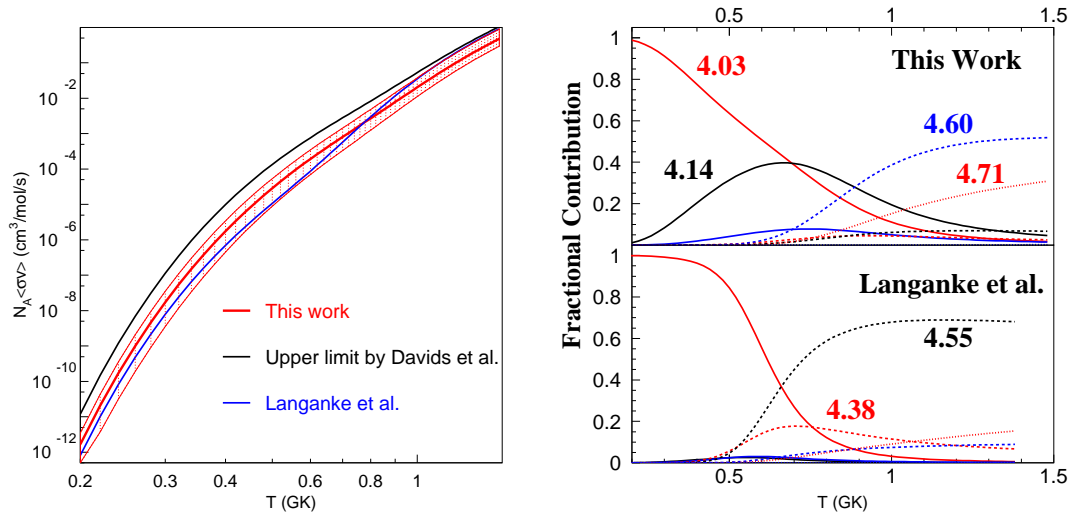 N_A<σv> (cm³/mol/s)
10 ⁻²
10 ⁻⁴
10 ⁻⁶
10 ⁻⁸
10 ⁻¹⁰
10 ⁻¹²
This work
Upper limit by Davids et al.
Langanke et al.
0.2 0.3 0.4 0.6 0.8 1
T (GK)
0.5 1 1.5
Fractional Contribution
1
0.8
0.6
0.4
0.2
This Work
4.03
4.60
4.14
4.71
1
0.8
0.6
0.4
0.2
0
Langanke et al.
4.55
4.38
0.5 1 1.5
T (GK)